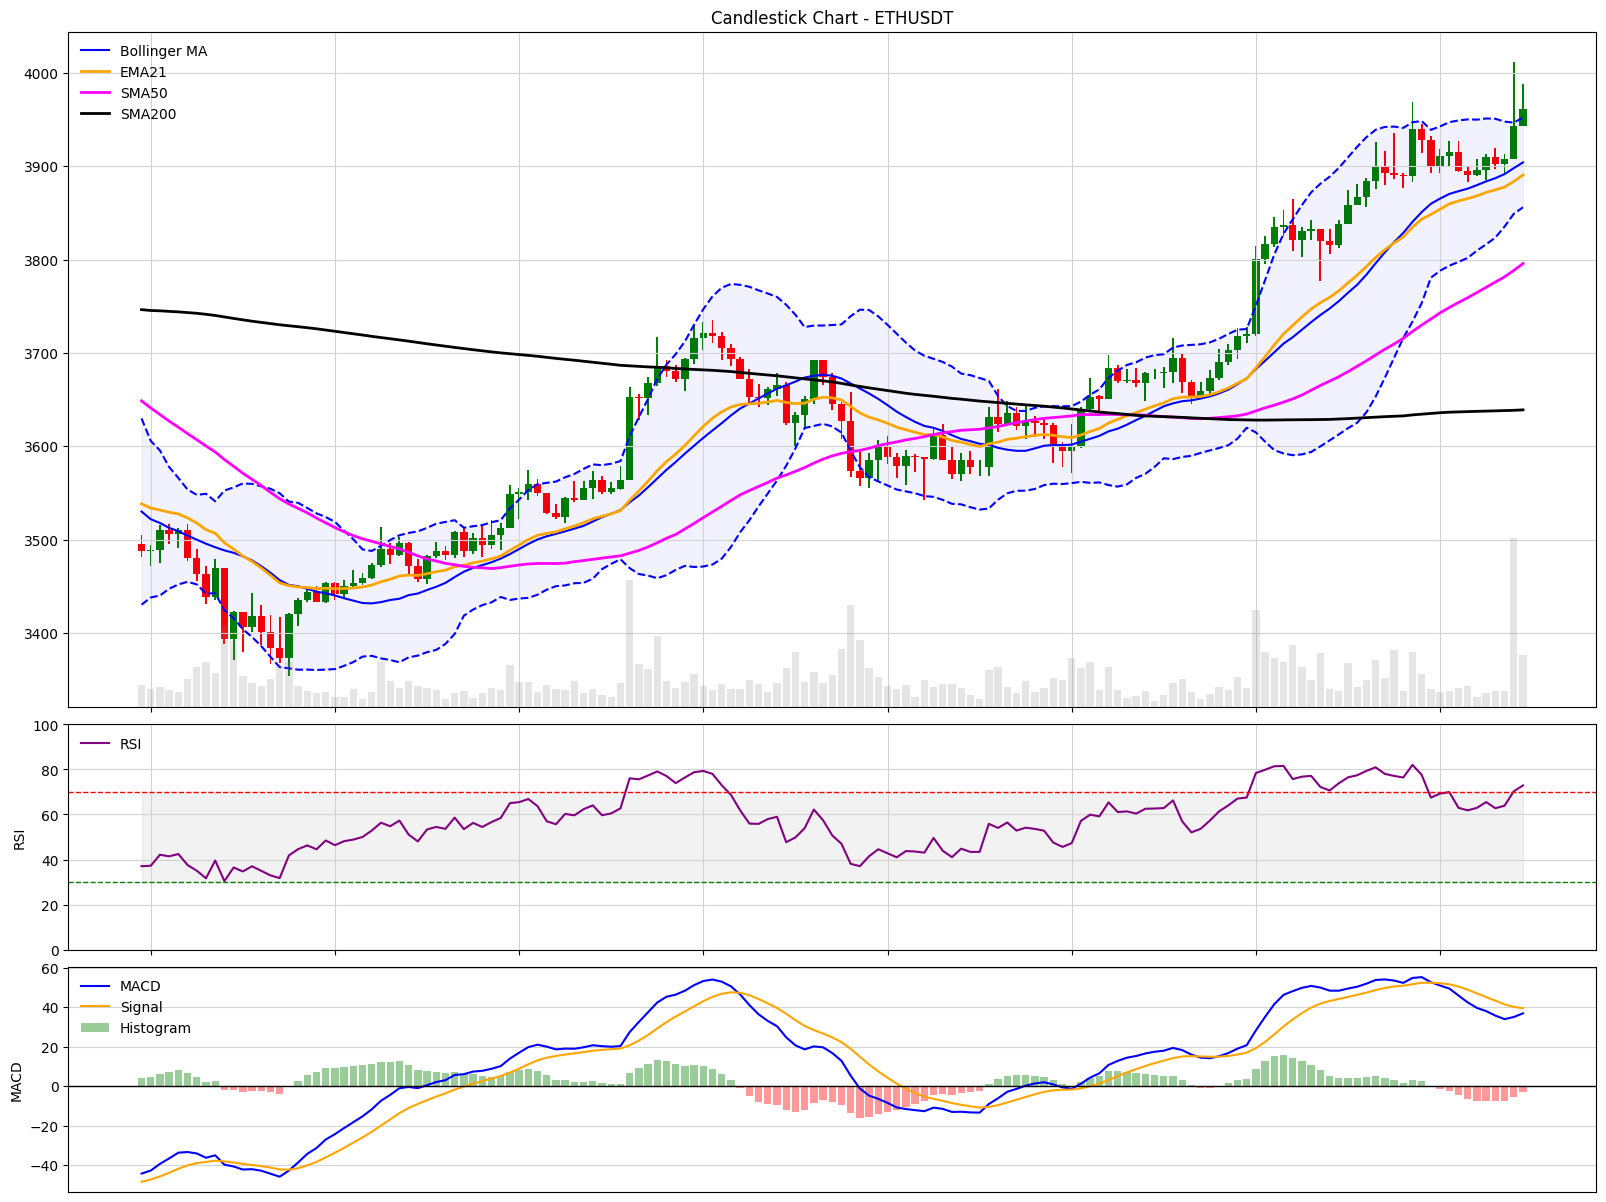 Candlestick Chart - ETHUSDT
Bollinger MA
EMA21
SMA50
SMA200
4000
3900
3800
3700
3600
3500
3400
RSI
100
80
60
40
20
0
RSI
MACD
Signal
Histogram
60
40
20
0
−20
−40
MACD